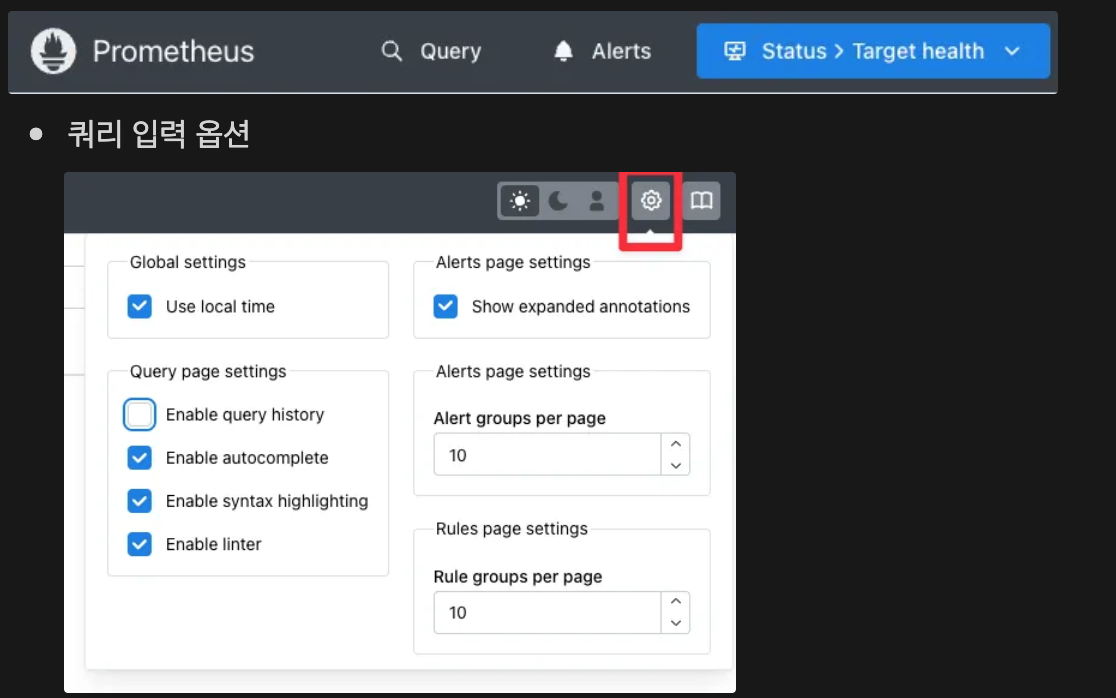 Prometheus Query Alerts Status > Target health
• 쿼리 입력 옵션
Global settings
Use local time
Query page settings
Enable query history
Enable autocomplete
Enable syntax highlighting
Enable linter
Alerts page settings
Show expanded annotations
Alerts page settings
Alert groups per page
10
Rules page settings
Rule groups per page
10